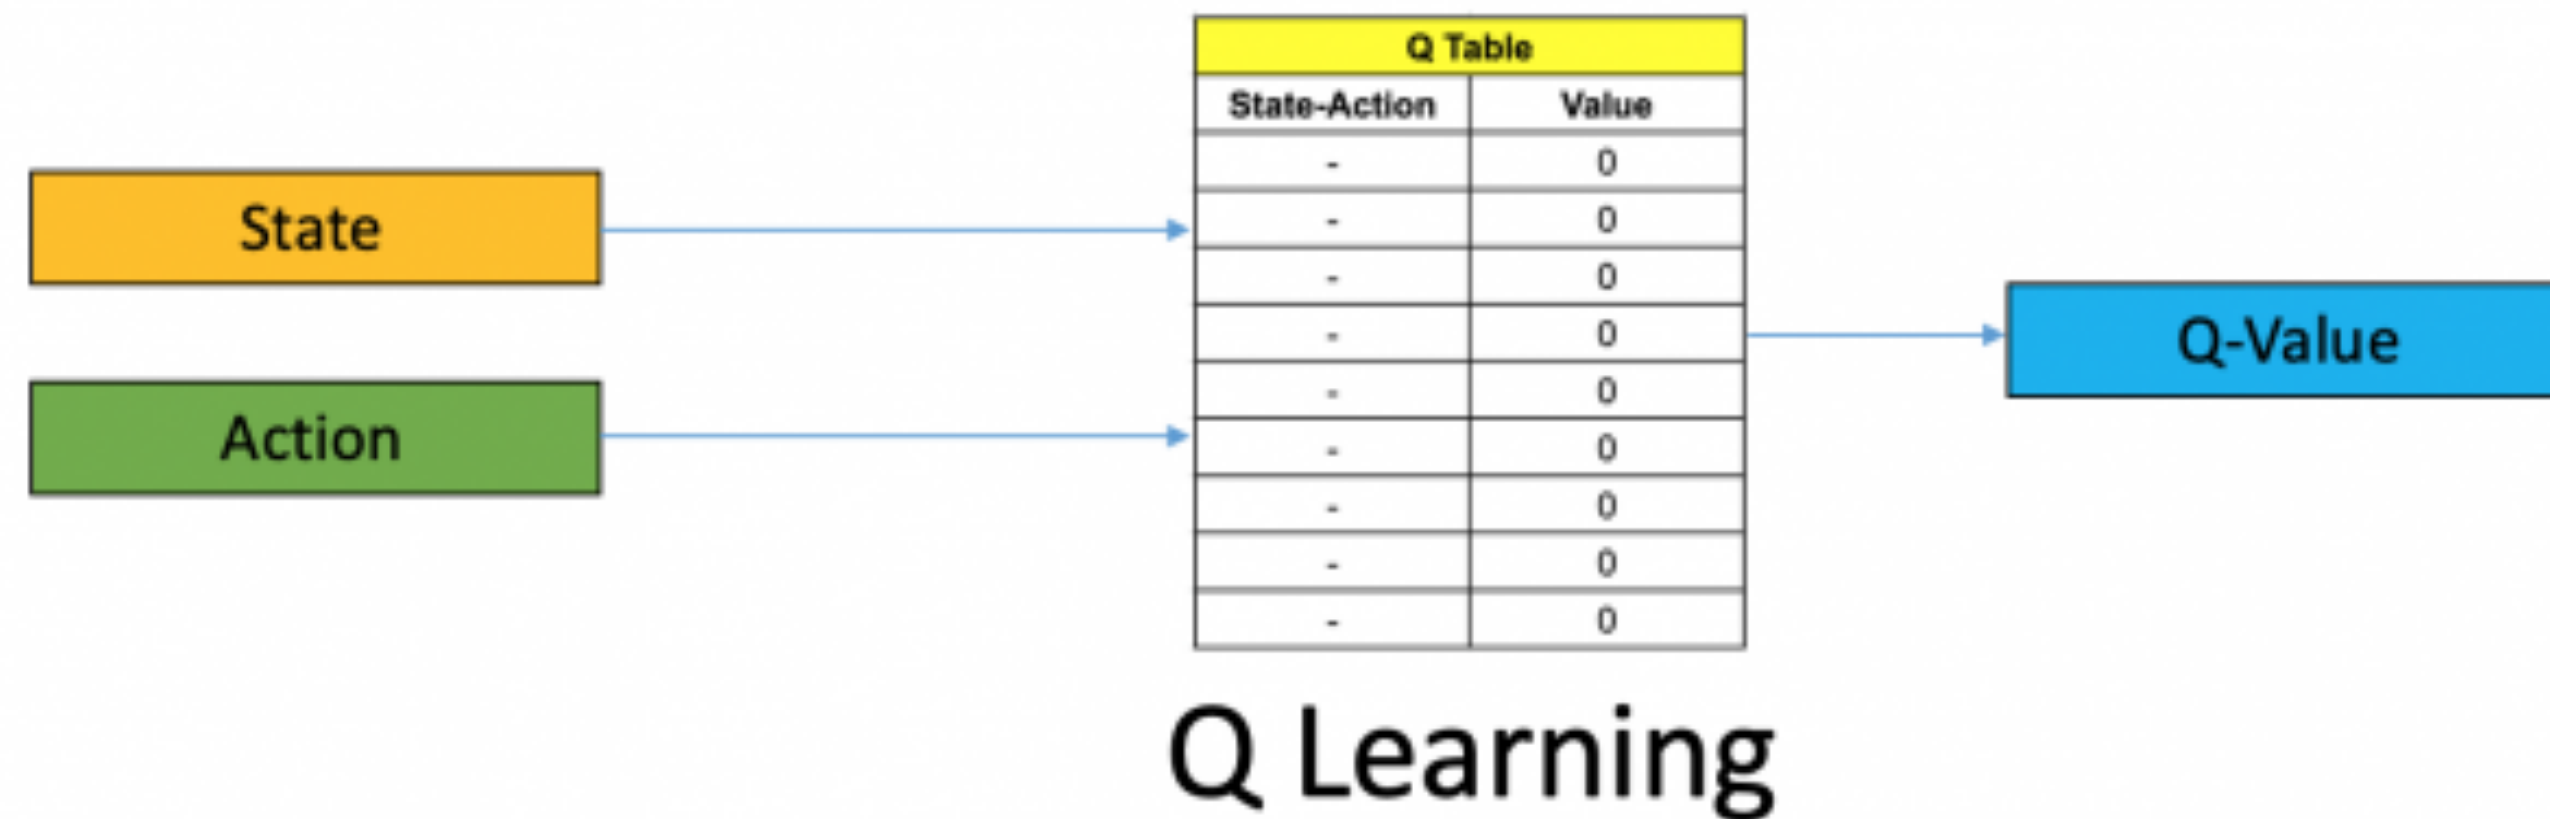 State
Action
Q Table
State-Action Value
- 0
- 0
- 0
- 0
- 0
- 0
- 0
- 0
- 0
Q-Value
Q Learning